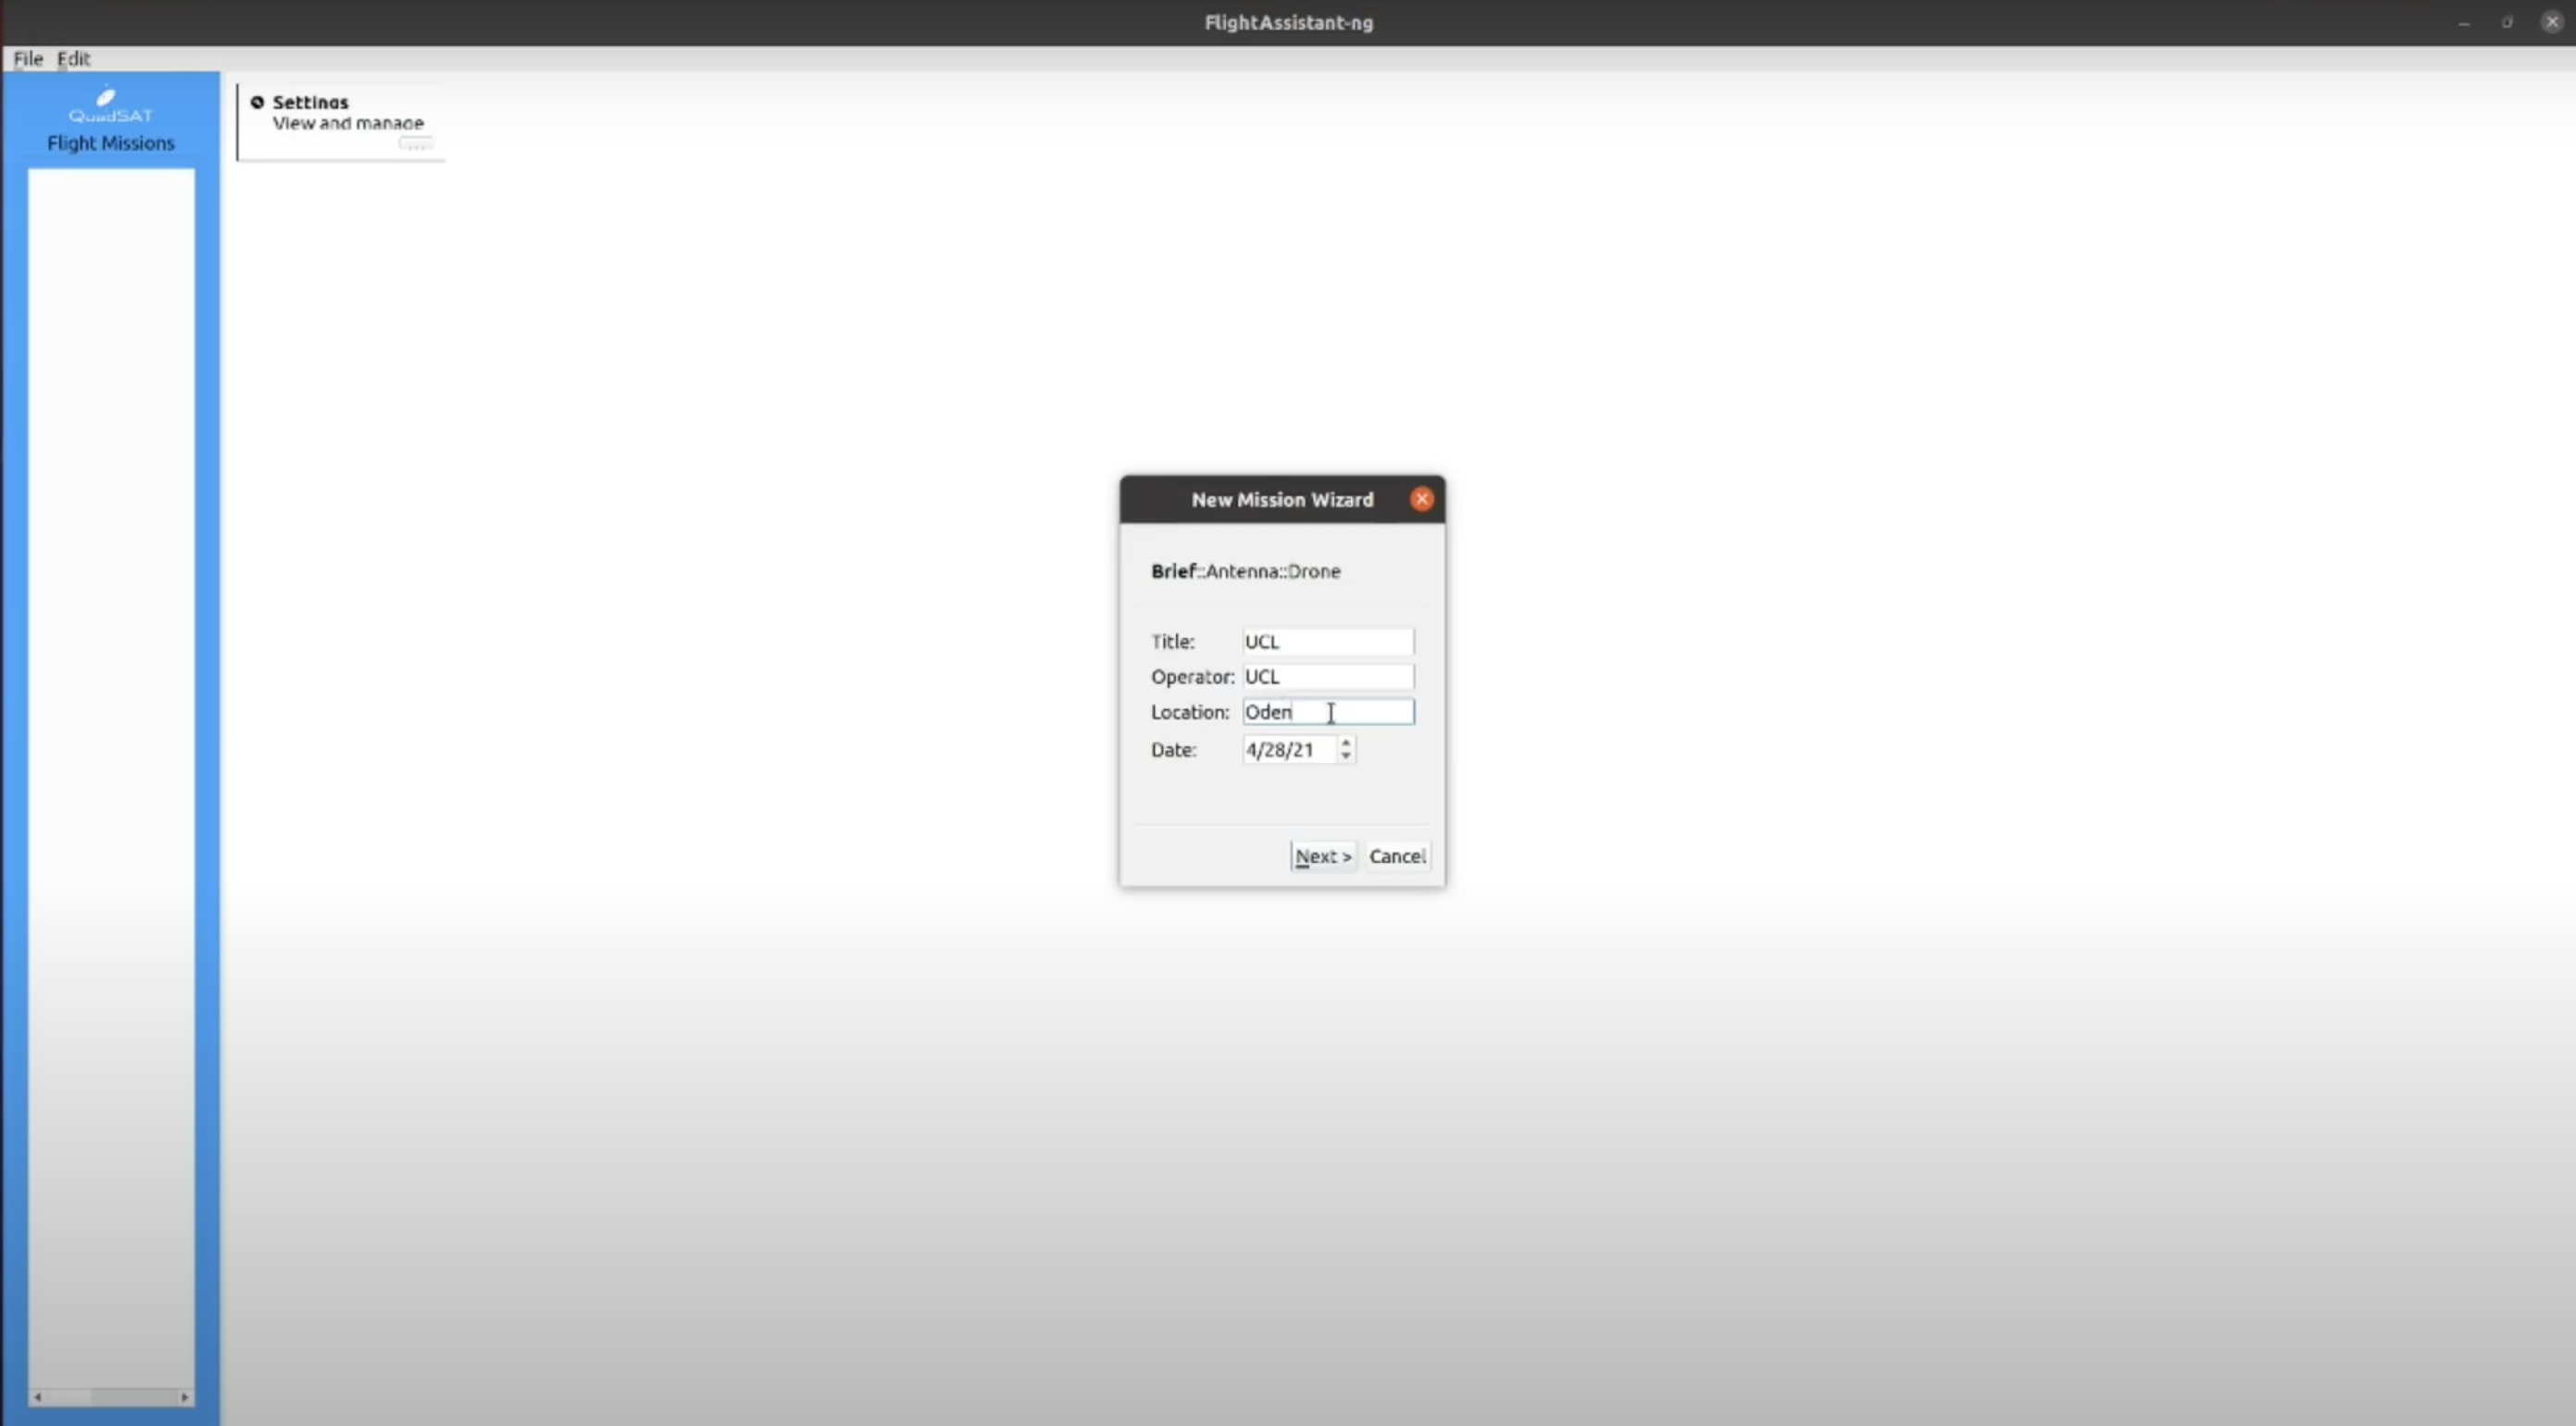 FlightAssistant-ng
File Edit
QuadSAT
Flight Missions
Settings
View and manage
...
New Mission Wizard
Brief::Antenna::Drone
Title: UCL
Operator: UCL
Location: Oden
Date: 4/28/21
Next > Cancel